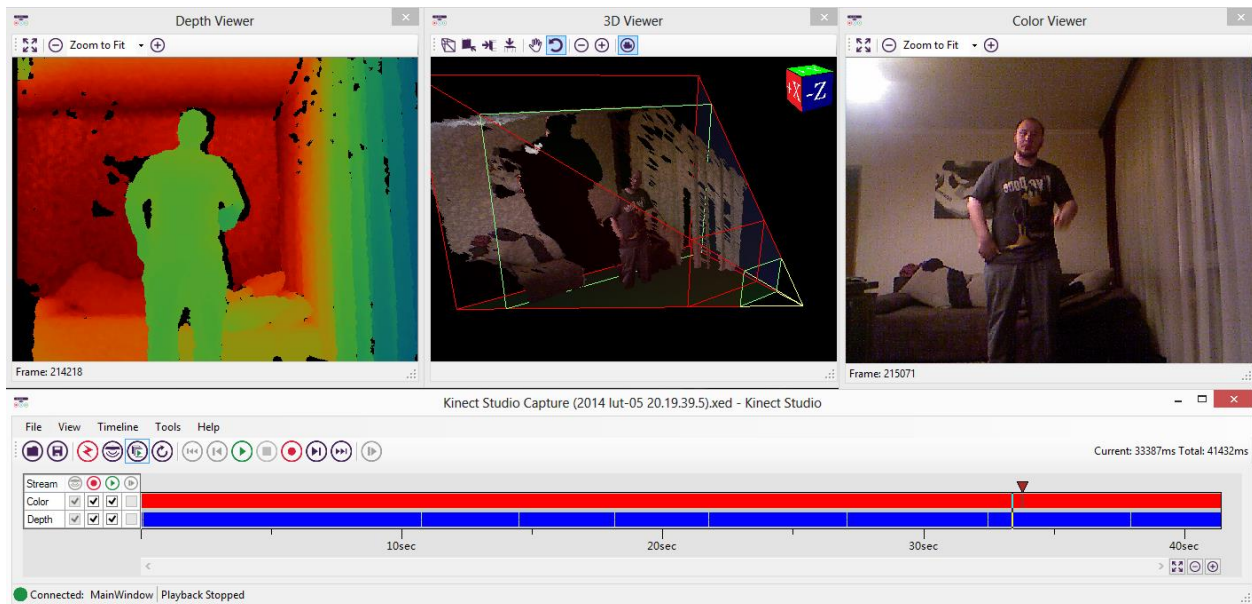 Depth Viewer
Zoom to Fit
Frame: 214218
3D Viewer
+X -Z
Color Viewer
Zoom to Fit
Frame: 215071
Kinect Studio Capture (2014 lut-05 20.19.39.5).xed - Kinect Studio
File View Timeline Tools Help
Current: 33387ms Total: 41432ms
Stream
Color
Depth
10sec 20sec 30sec 40sec
Connected: MainWindow Playback Stopped